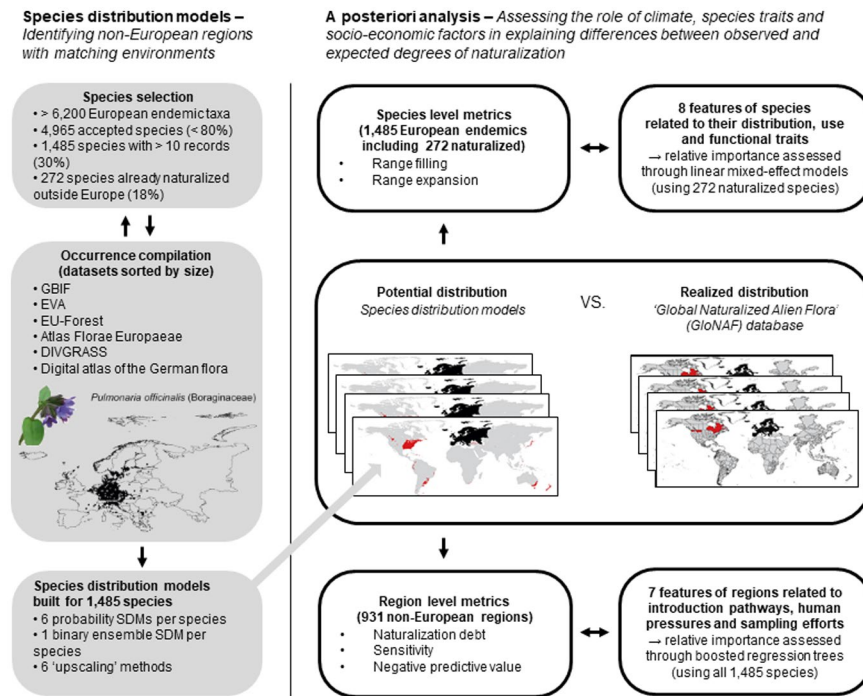 Species distribution models –
Identifying non-European regions
with matching environments
Species selection
• > 6,200 European endemic taxa
• 4,965 accepted species (< 80%)
• 1,485 species with > 10 records
(30%)
• 272 species already naturalized
outside Europe (18%)
Occurrence compilation
(datasets sorted by size)
• GBIF
• EVA
• EU-Forest
• Atlas Florae Europaeae
• DIVGRASS
• Digital atlas of the German flora
Pulmonaria officinalis (Boraginaceae)
Species distribution models
built for 1,485 species
• 6 probability SDMs per species
• 1 binary ensemble SDM per
species
• 6 ‘upscaling’ methods
A posteriori analysis – Assessing the role of climate, species traits and
socio-economic factors in explaining differences between observed and
expected degrees of naturalization
Species level metrics
(1,485 European endemics
including 272 naturalized)
• Range filling
• Range expansion
8 features of species
related to their distribution, use
and functional traits
→ relative importance assessed
through linear mixed-effect models
(using 272 naturalized species)
Potential distribution
Species distribution models
VS.
Realized distribution
‘Global Naturalized Alien Flora’
(GloNAF) database
Region level metrics
(931 non-European regions)
• Naturalization debt
• Sensitivity
• Negative predictive value
7 features of regions related to
introduction pathways, human
pressures and sampling efforts
→ relative importance assessed
through boosted regression trees
(using all 1,485 species)